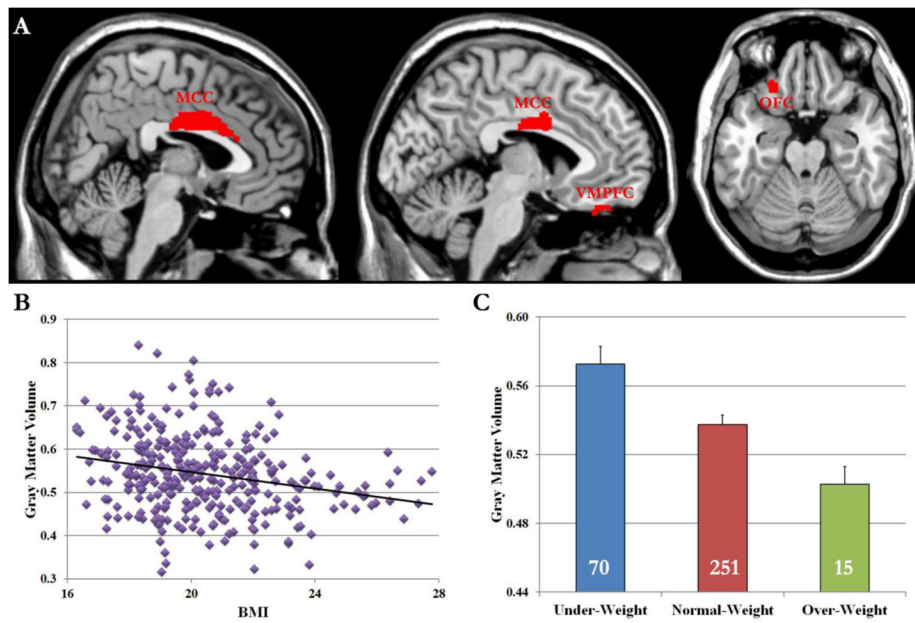 A
MCC
MCC
VMPFC
OFC
B
0.9
0.8
0.7
0.6
0.5
0.4
0.3
Gray Matter Volume
16 20 24 28
BMI
C
0.60
0.56
0.52
0.48
0.44
Gray Matter Volume
70 251 15
Under-Weight Normal-Weight Over-Weight